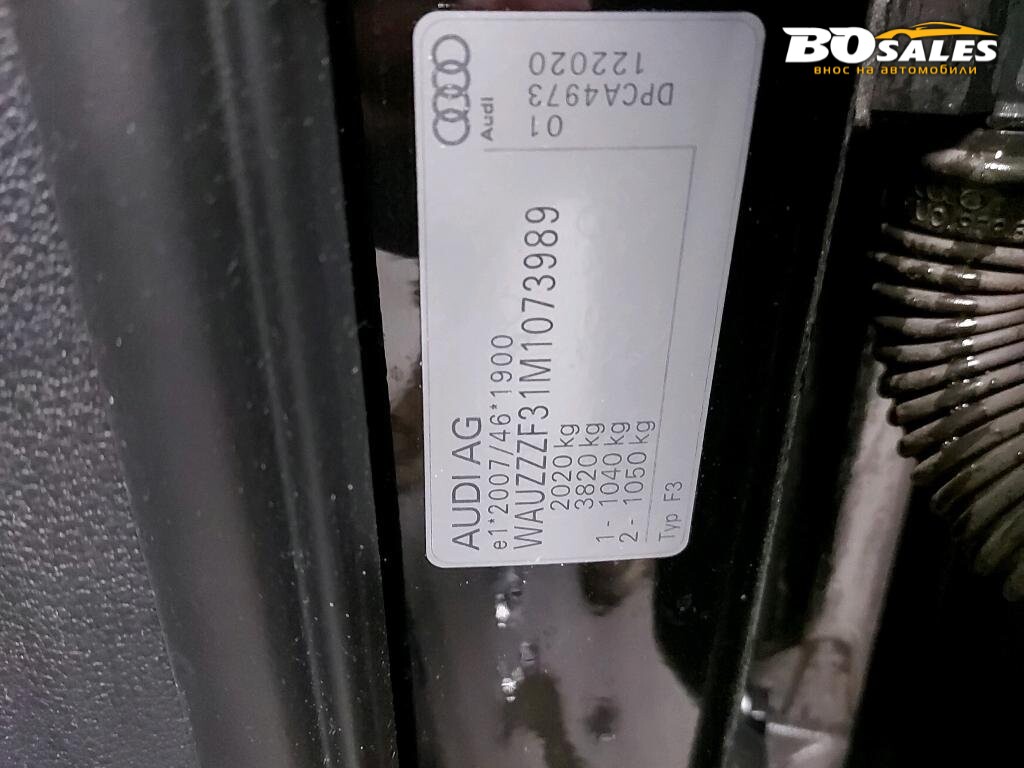 BOSALES
внос на автомобили
AUDI AG
e1*2007/46*1900
WAUZZZF31M1073989
2020 kg
3820 kg
1 - 1040 kg
2 - 1050 kg
Typ F3
Audi
01
DPCA4973
122020